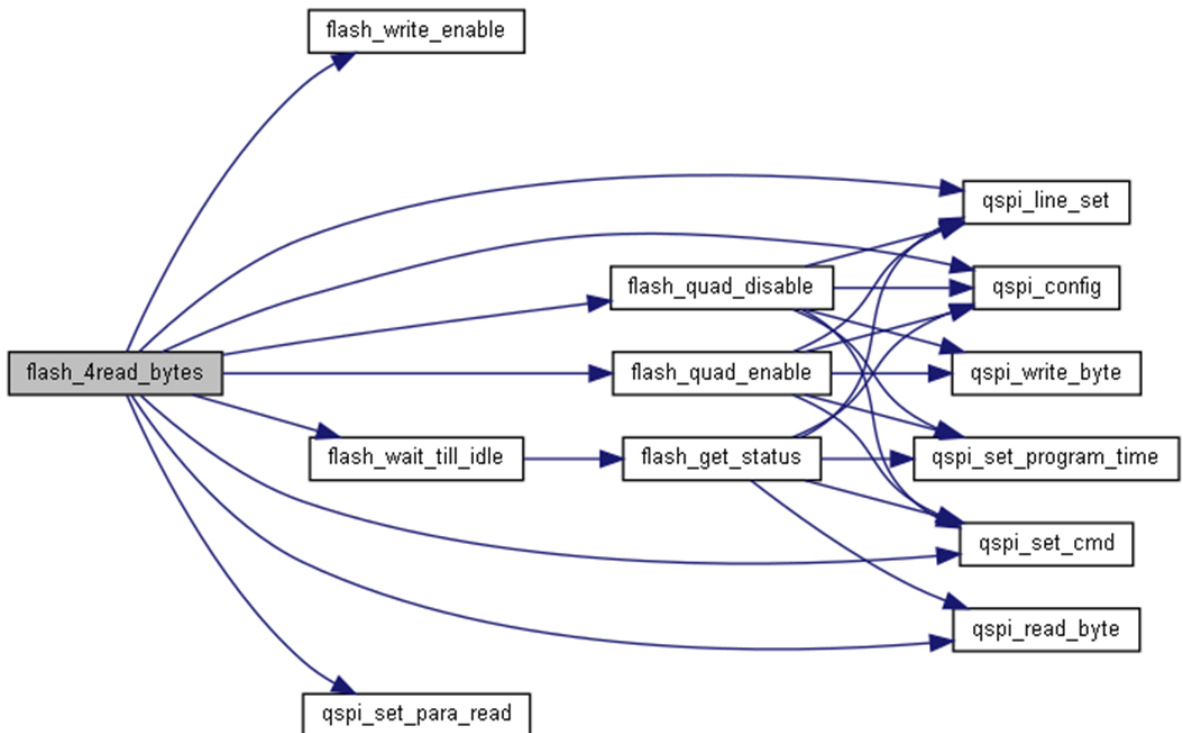 flash_write_enable
qspi_line_set
flash_quad_disable
qspi_config
flash_4read_bytes
flash_quad_enable
qspi_write_byte
flash_wait_till_idle
flash_get_status
qspi_set_program_time
qspi_set_cmd
qspi_read_byte
qspi_set_para_read